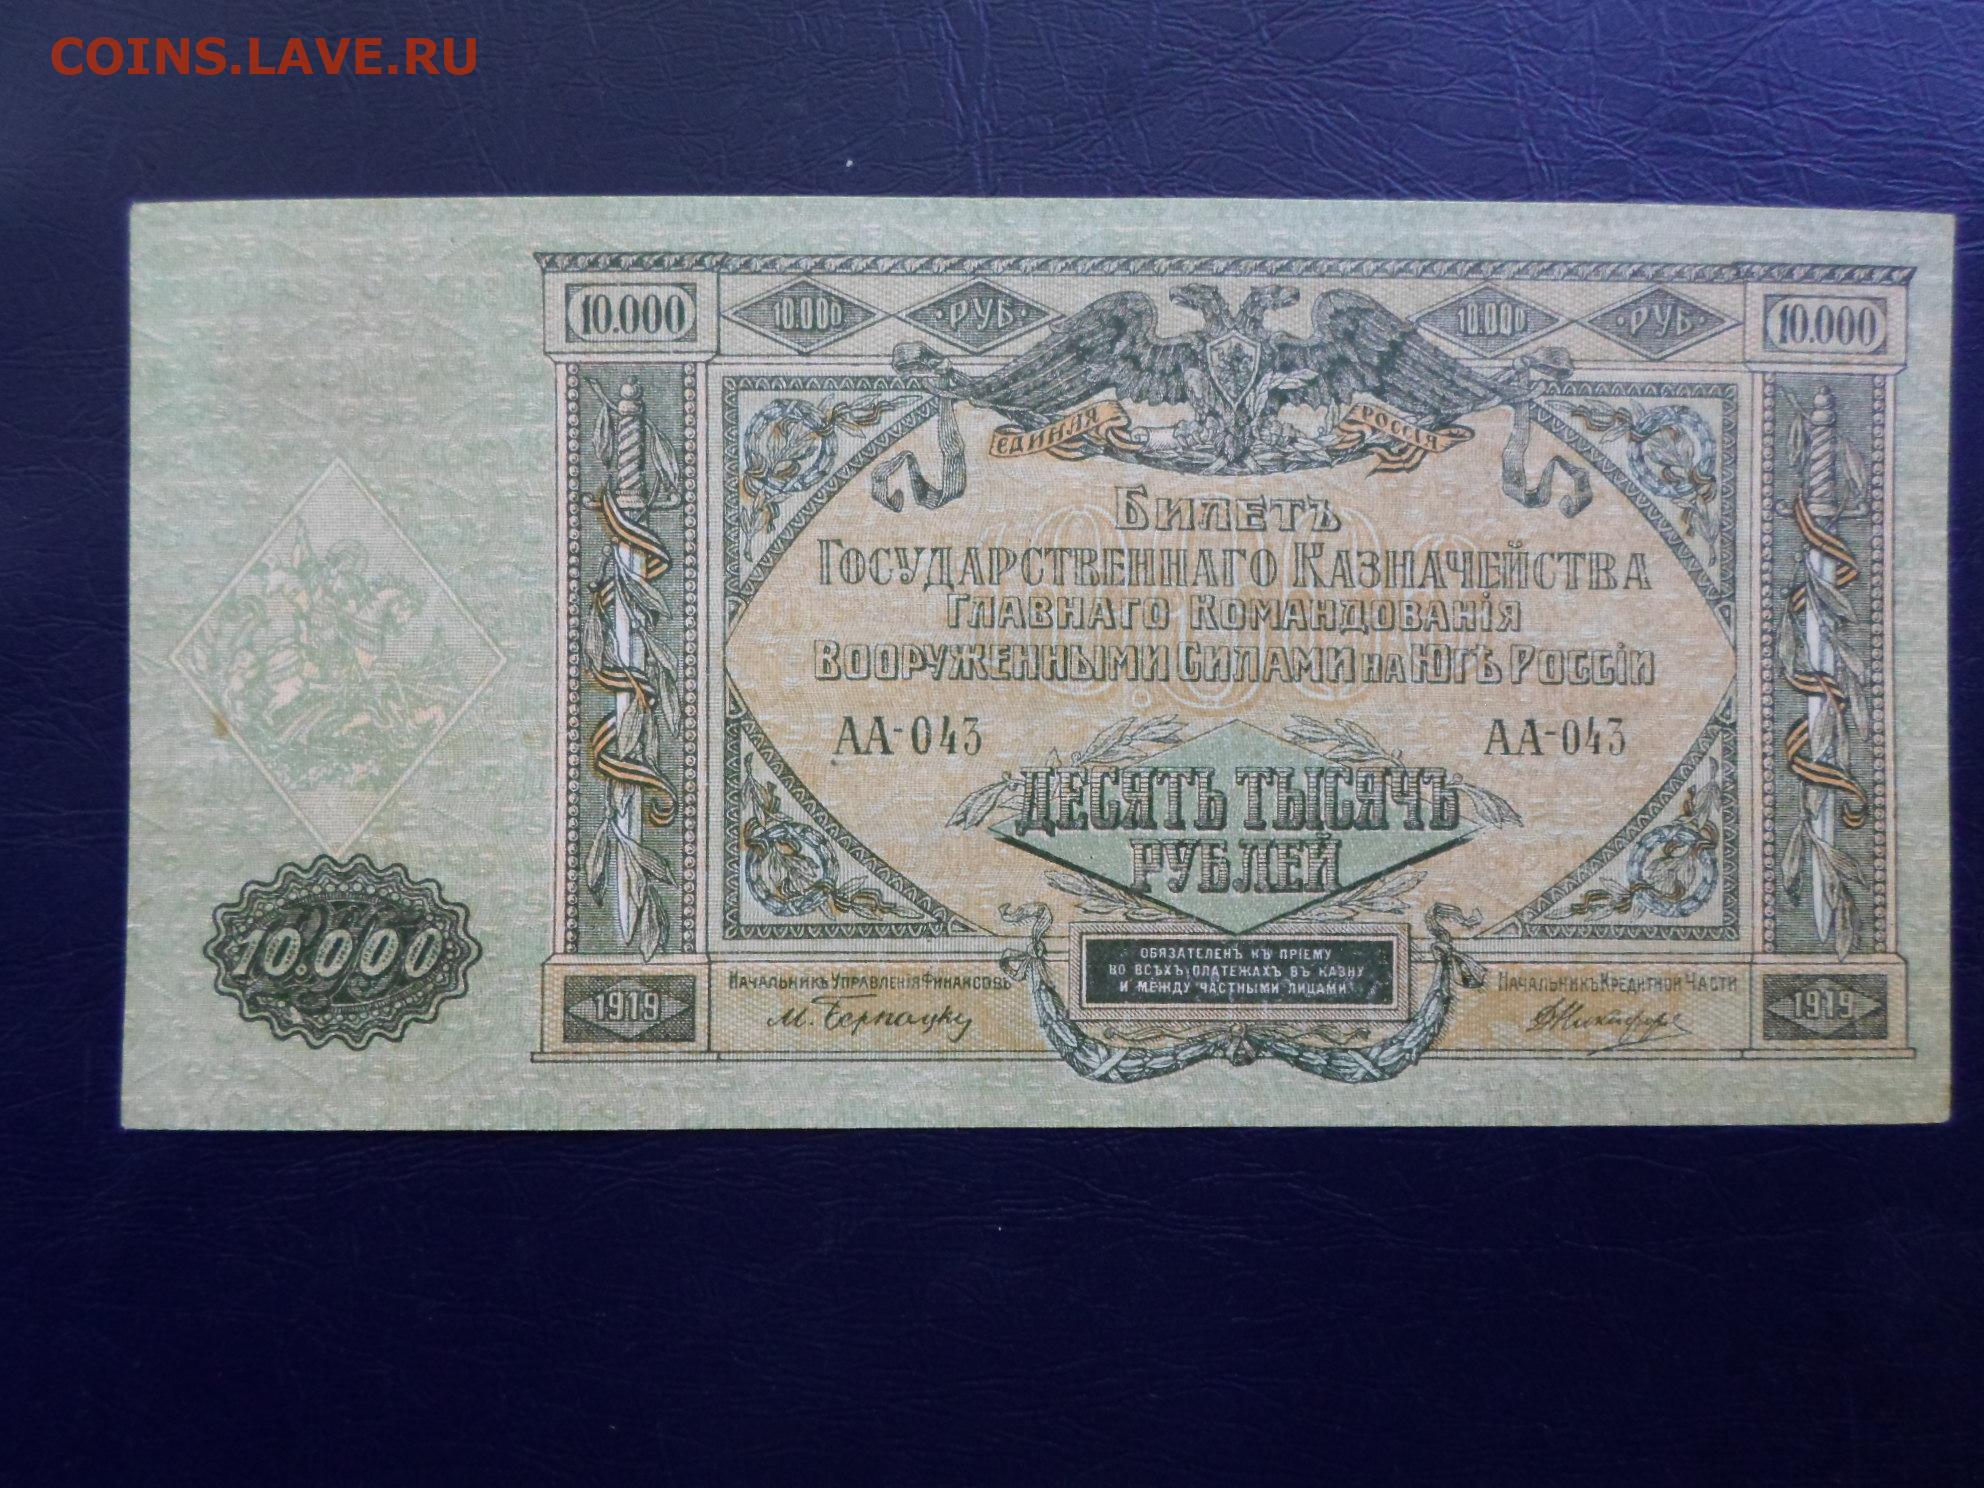 COINS.LAVE.RU
10.000 10.000 РУБ 10.000 РУБ 10.000
ЕДИНАЯ РОССІЯ
БИЛЕТЪ
ГОСУДАРСТВЕННАГО КАЗНАЧЕЙСТВА
ГЛАВНАГО КОМАНДОВАНІЯ
ВООРУЖЕННЫМИ СИЛАМИ НА ЮГѢ РОССІИ
АА-043 АА-043
ДЕСЯТЬ ТЫСЯЧЪ
РУБЛЕЙ
10.000
ОБЯЗАТЕЛЕНЪ КЪ ПРІЕМУ
ВО ВСѢХЪ ПЛАТЕЖАХЪ ВЪ КАЗНУ
И МЕЖДУ ЧАСТНЫМИ ЛИЦАМИ
НАЧАЛЬНИКЪ УПРАВЛЕНІЯ ФИНАНСОВЪ НАЧАЛЬНИКЪ КРЕДИТНОЙ ЧАСТИ
1919 М. Бернацкій 1919